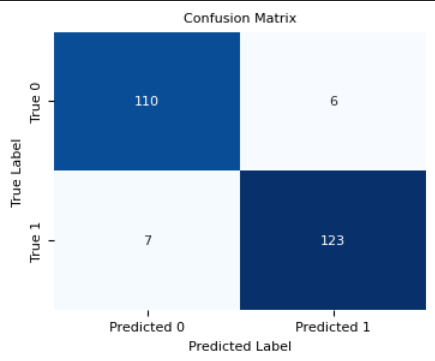 Confusion Matrix
True Label
True 0
110 6
True 1
7 123
Predicted 0 Predicted 1
Predicted Label